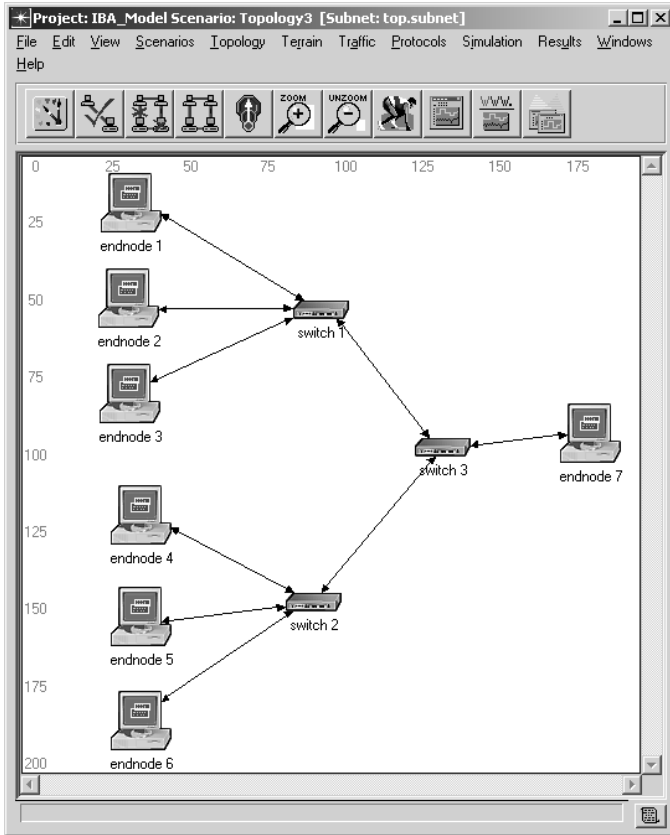 Project: IBA_Model Scenario: Topology3 [Subnet: top.subnet]
File Edit View Scenarios Topology Terrain Traffic Protocols Simulation Results Windows
Help
ZOOM UNZOOM WWW.
0 25 50 75 100 125 150 175
25
endnode 1
50
switch 1
endnode 2
75
endnode 3
100
switch 3
endnode 7
125
endnode 4
150
switch 2
endnode 5
175
endnode 6
200